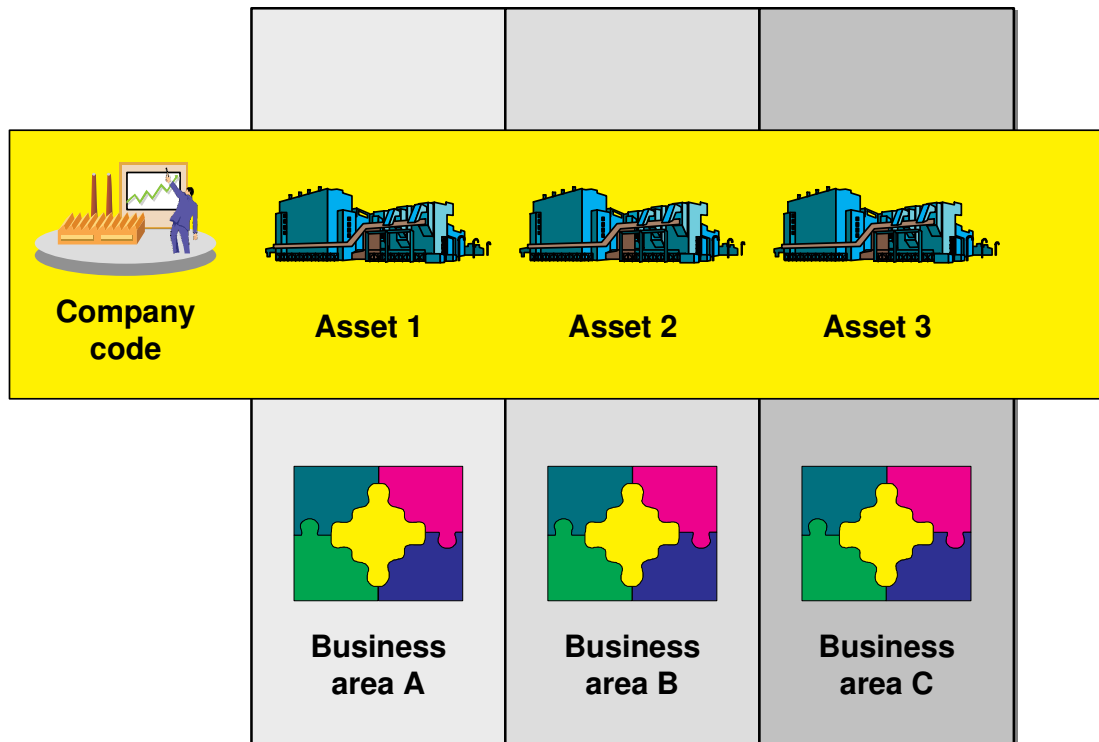 Company
code
Asset 1
Asset 2
Asset 3
Business
area A
Business
area B
Business
area C